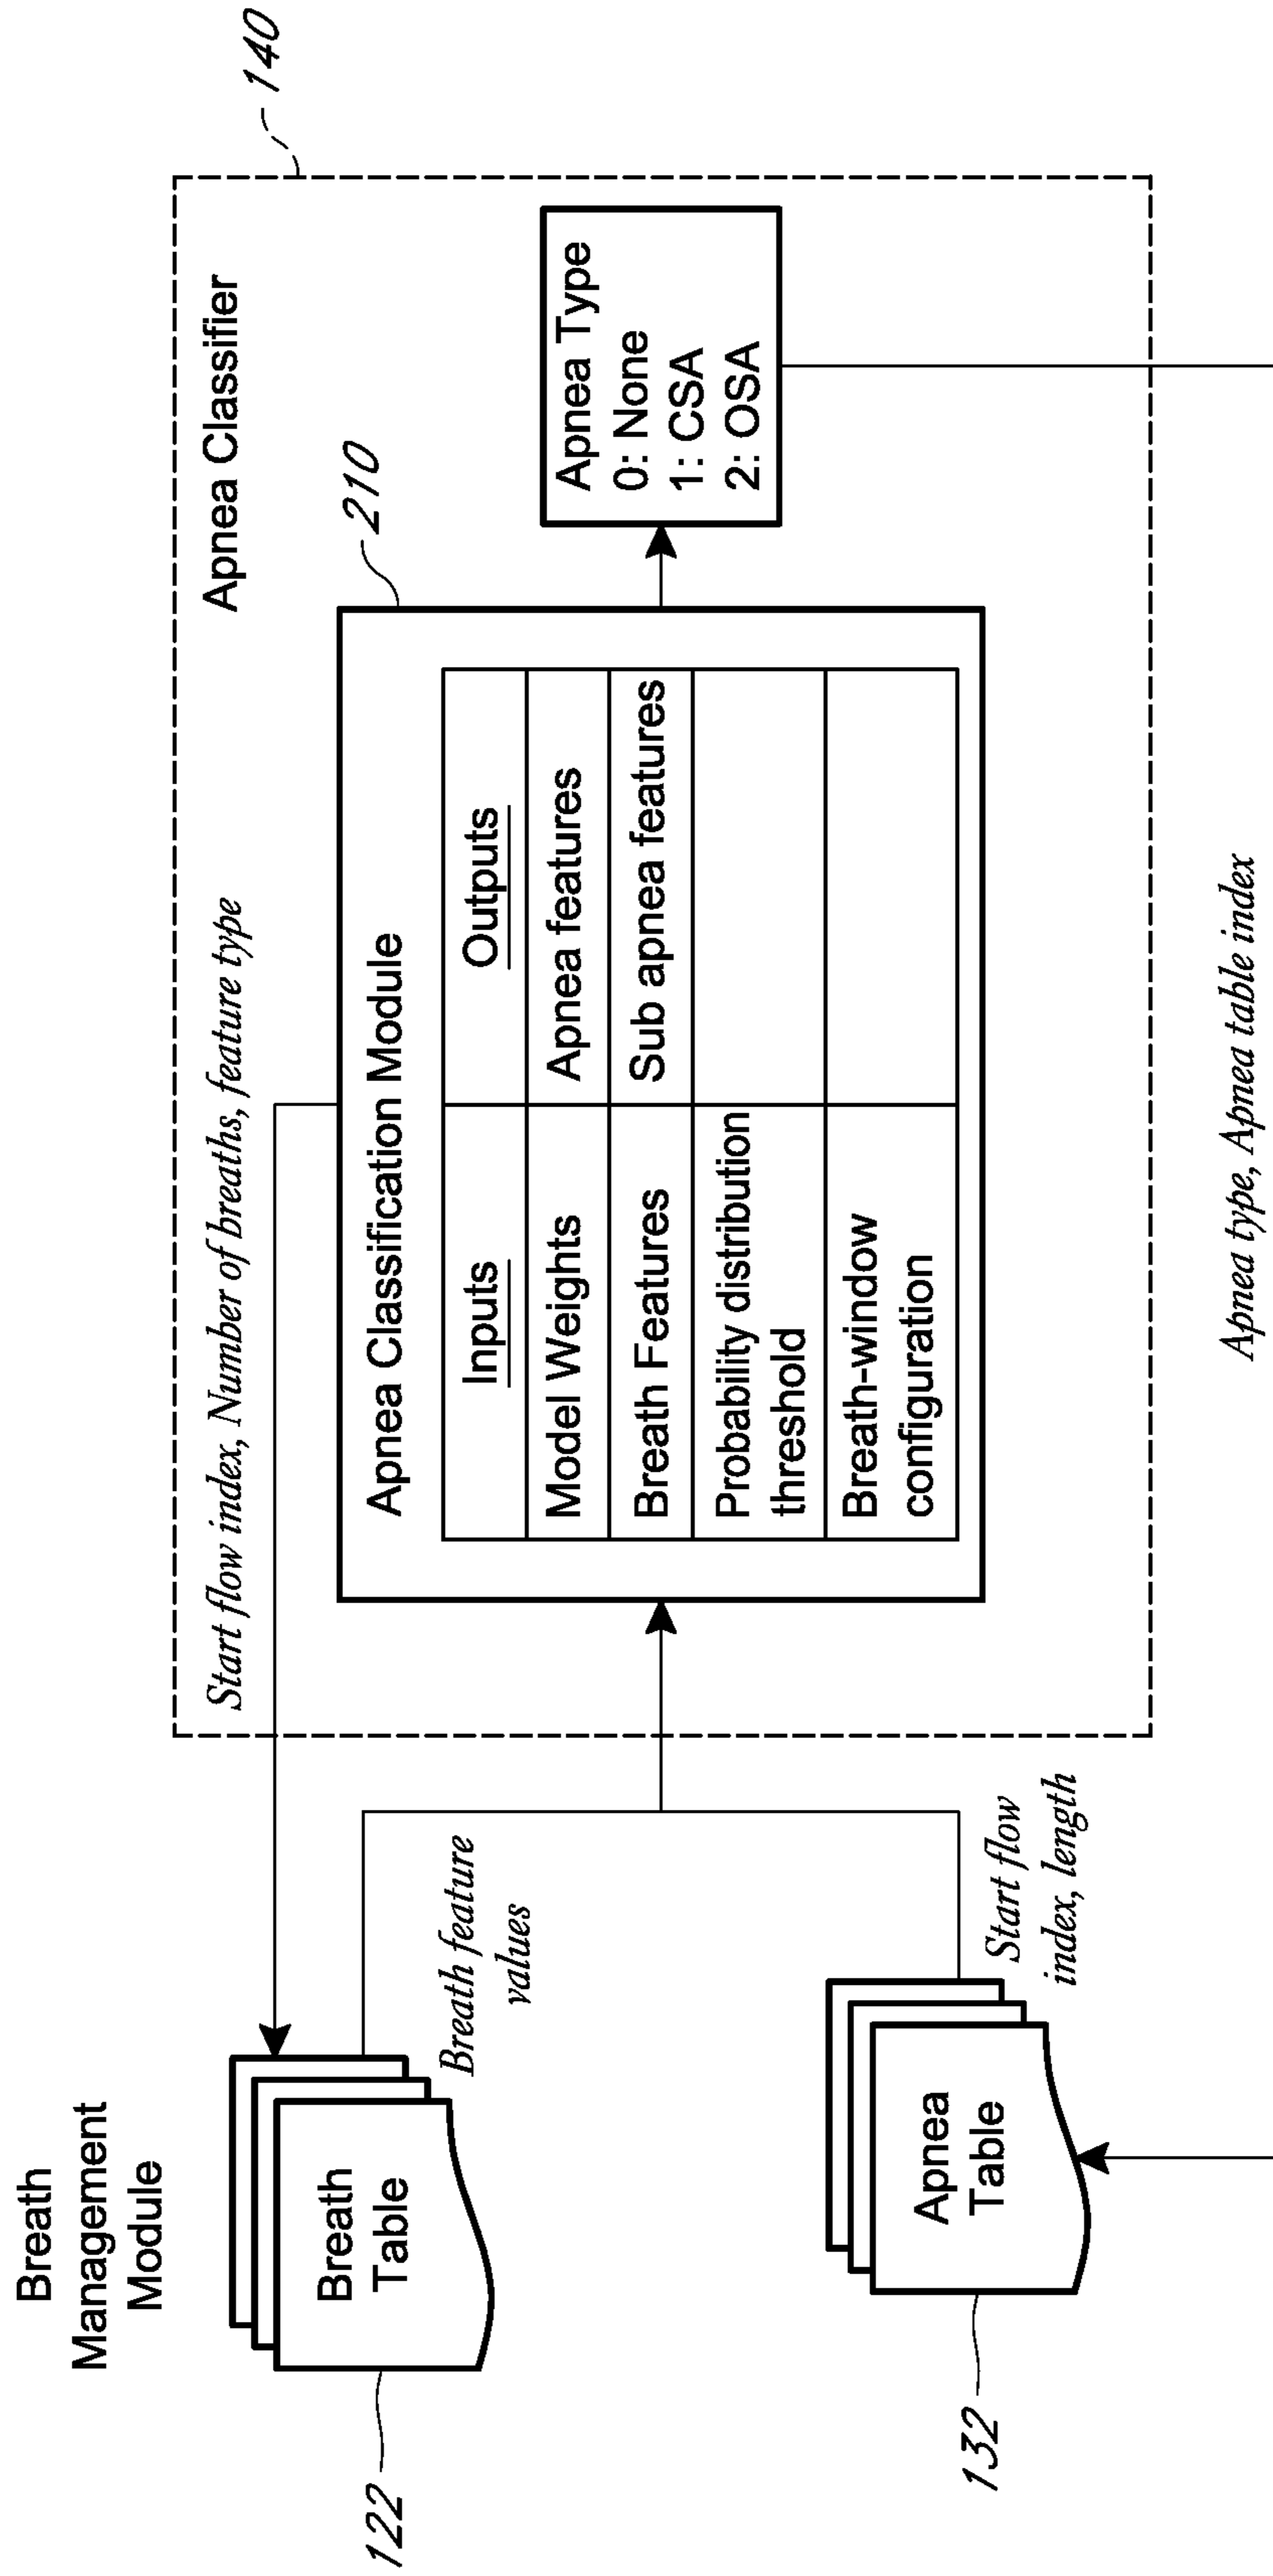 Breath
Management
Module
Breath
Table
122
Breath feature
values
Apnea
Table
132
Start flow
index, length
Start flow index, Number of breaths, feature type
Apnea Classifier
140
Apnea Classification Module
210
Inputs
Outputs
Model Weights
Apnea features
Breath Features
Sub apnea features
Probability distribution
threshold
Breath-window
configuration
Apnea Type
0: None
1: CSA
2: OSA
Apnea type, Apnea table index